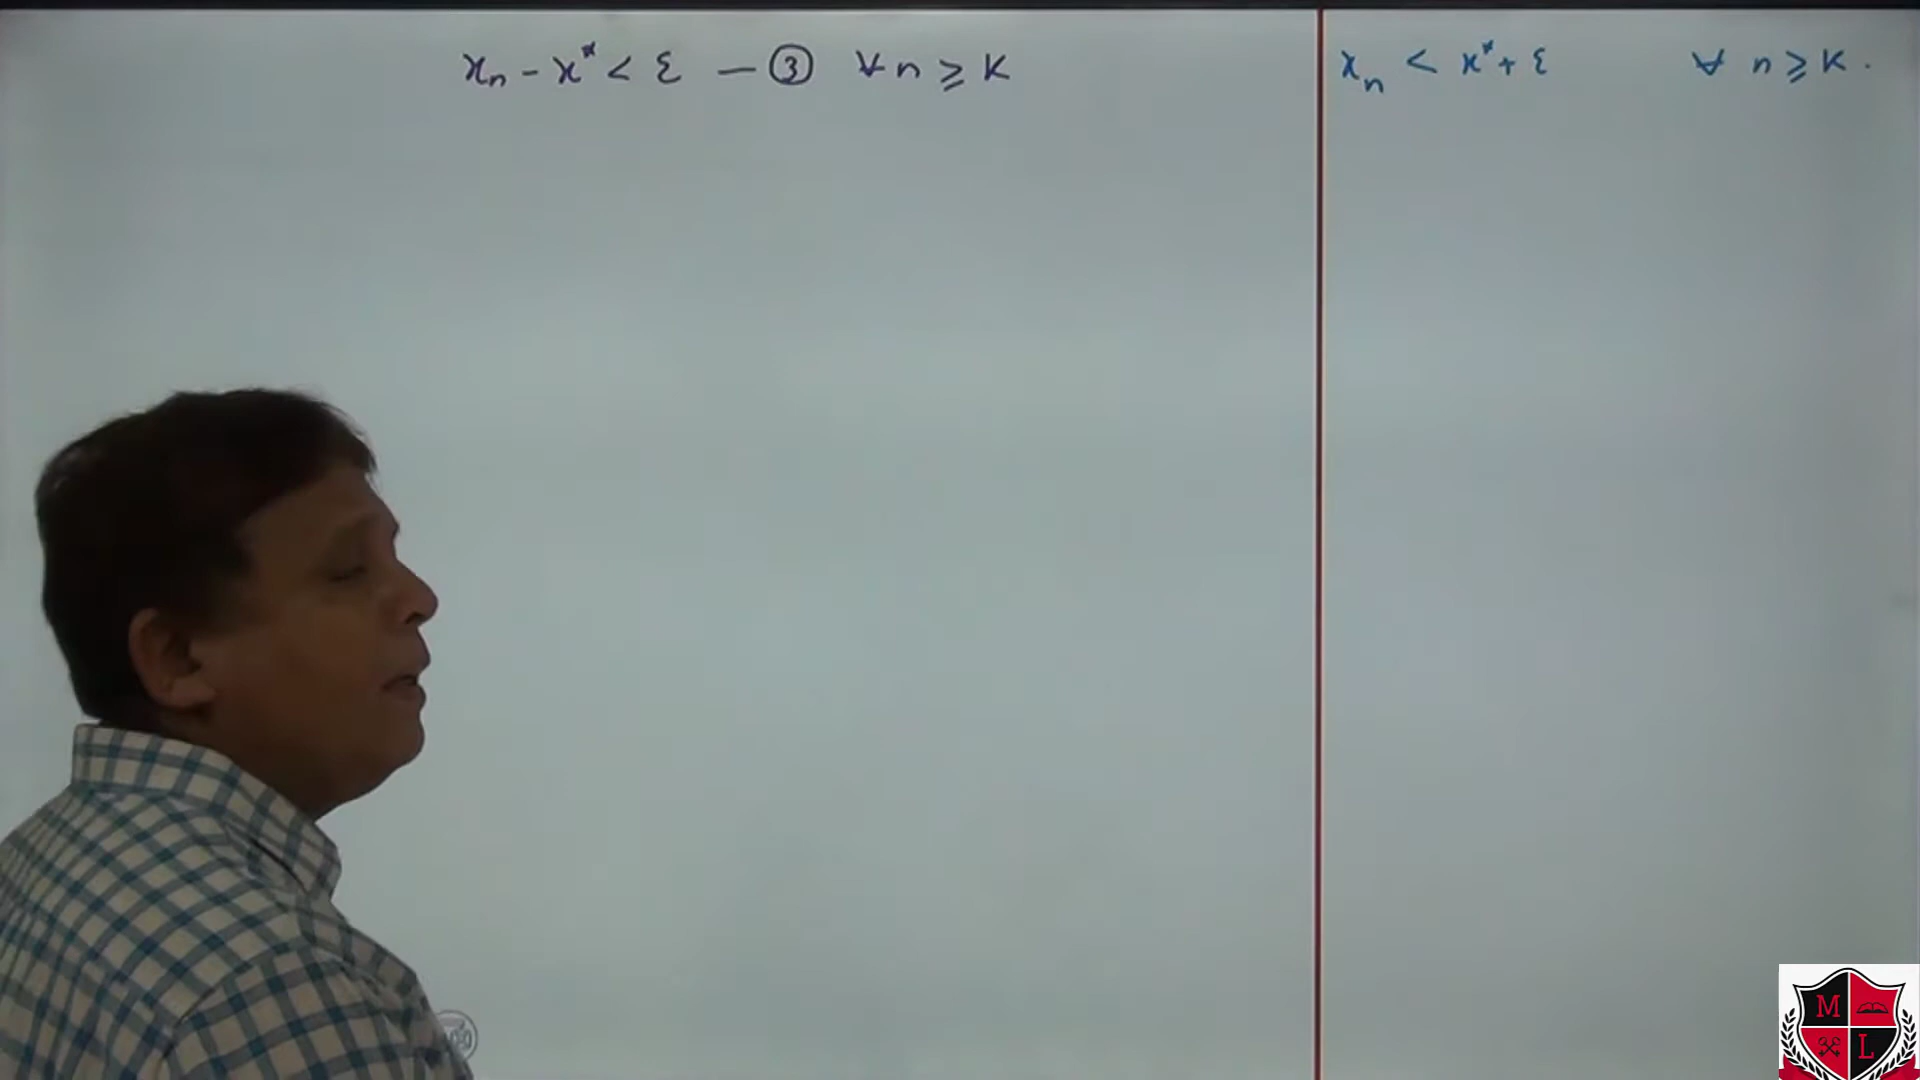 xₙ - x* < ε — ③ ∀ n ⩾ K
xₙ < x* + ε ∀ n ⩾ K.
M
L